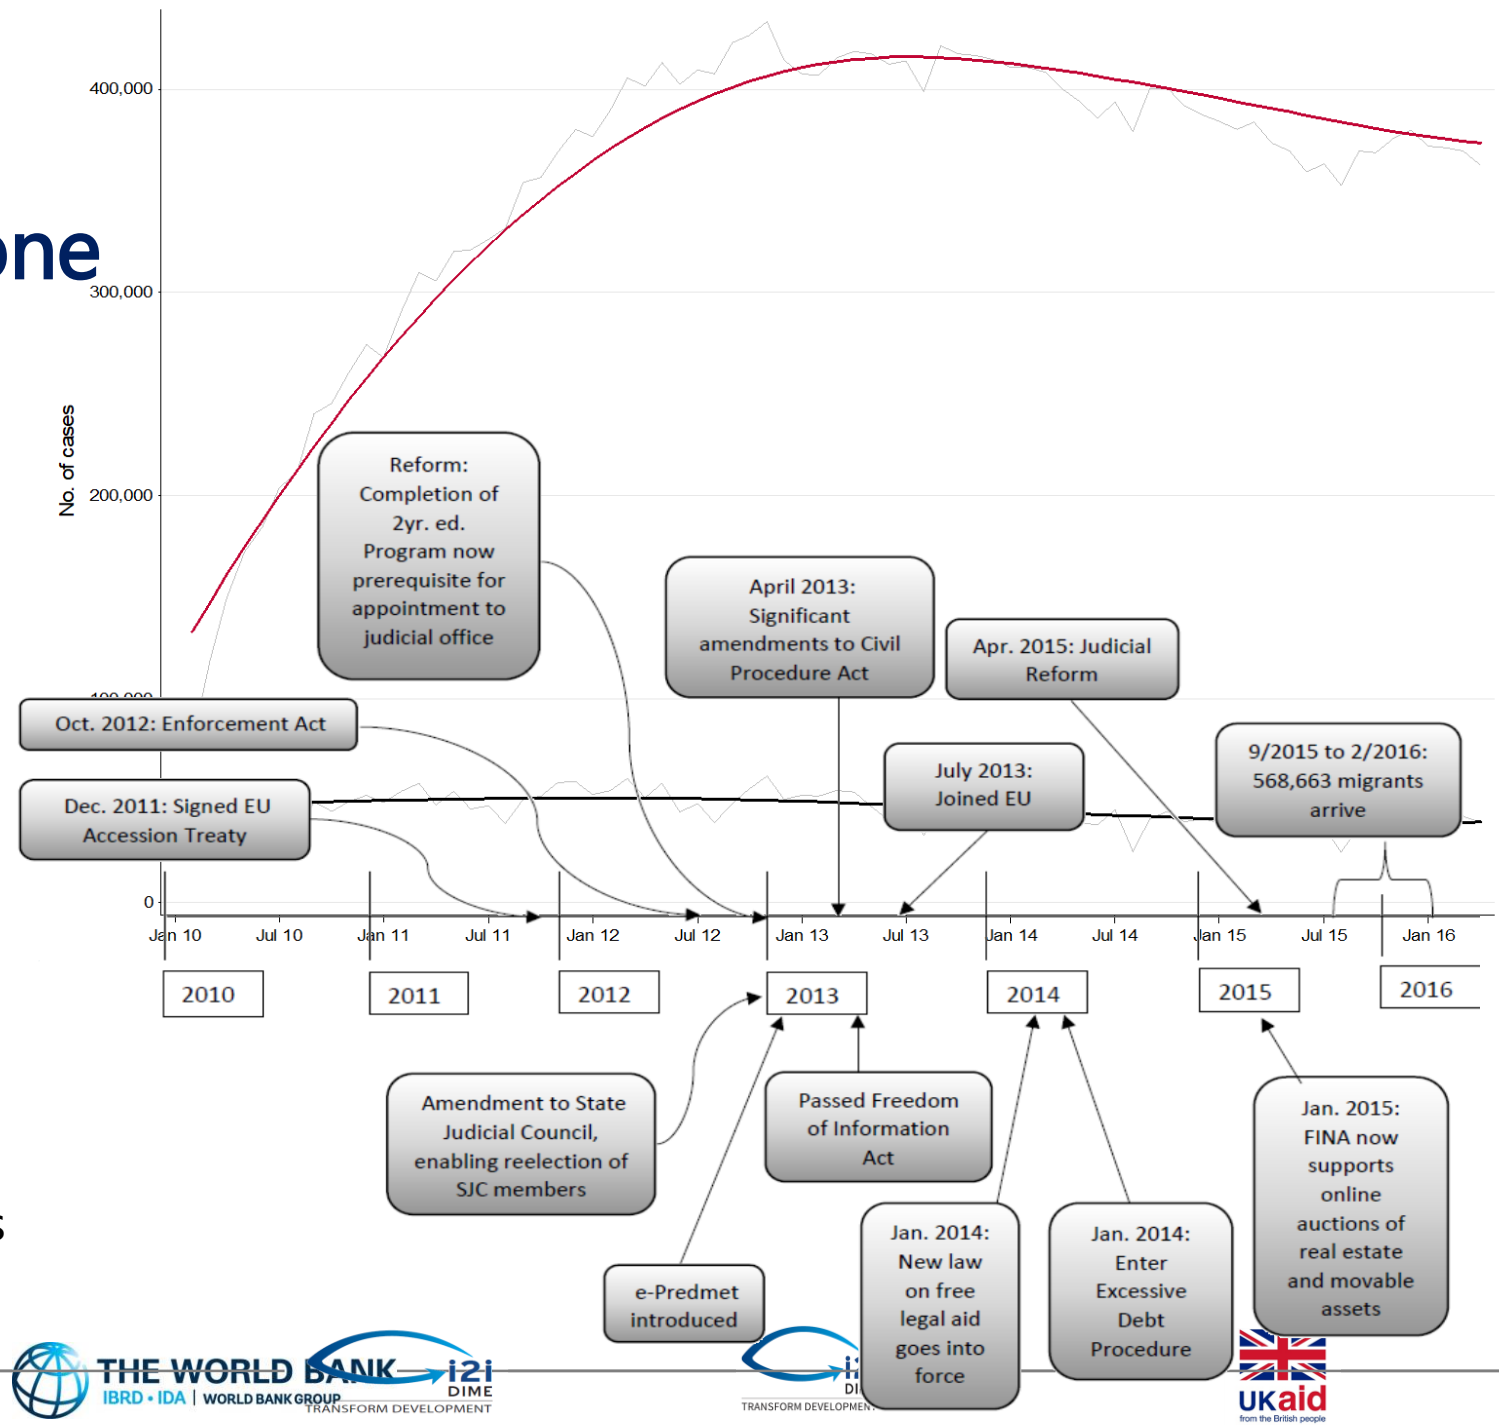 400,000
one
300,000
No. of cases
200,000
Reform:
Completion of
2yr. ed.
Program now
prerequisite for
appointment to
judicial office
April 2013:
Significant
amendments to Civil
Procedure Act
Apr. 2015: Judicial
Reform
100,000
Oct. 2012: Enforcement Act
9/2015 to 2/2016:
568,663 migrants
arrive
July 2013:
Joined EU
Dec. 2011: Signed EU
Accession Treaty
0
Jan 10 Jul 10 Jan 11 Jul 11 Jan 12 Jul 12 Jan 13 Jul 13 Jan 14 Jul 14 Jan 15 Jul 15 Jan 16
2010 2011 2012 2013 2014 2015 2016
Amendment to State
Judicial Council,
enabling reelection of
SJC members
Passed Freedom
of Information
Act
Jan. 2015:
FINA now
supports
online
auctions of
real estate
and movable
assets
s
e-Predmet
introduced
Jan. 2014:
New law
on free
legal aid
goes into
force
Jan. 2014:
Enter
Excessive
Debt
Procedure
THE WORLD BANK
IBRD • IDA | WORLD BANK GROUP
i2i
DIME
TRANSFORM DEVELOPMENT
TRANSFORM DEVELOPMENT
UKaid
from the British people